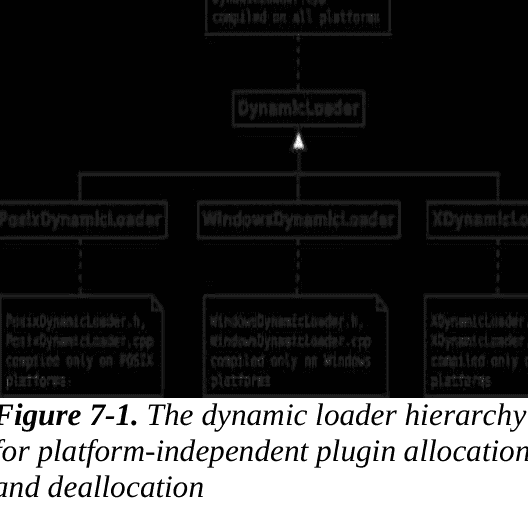 compiled on all platforms
DynamicLoader
PosixDynamicLoader WindowsDynamicLoader
PosixDynamicLoader.h, WindowsDynamicLoader.h,
PosixDynamicLoader.cpp WindowsDynamicLoader.cpp
compiled only on POSIX compiled only on Windows compiled only
platforms platforms platforms
Figure 7-1. The dynamic loader hierarchy
for platform-independent plugin allocation
and deallocation